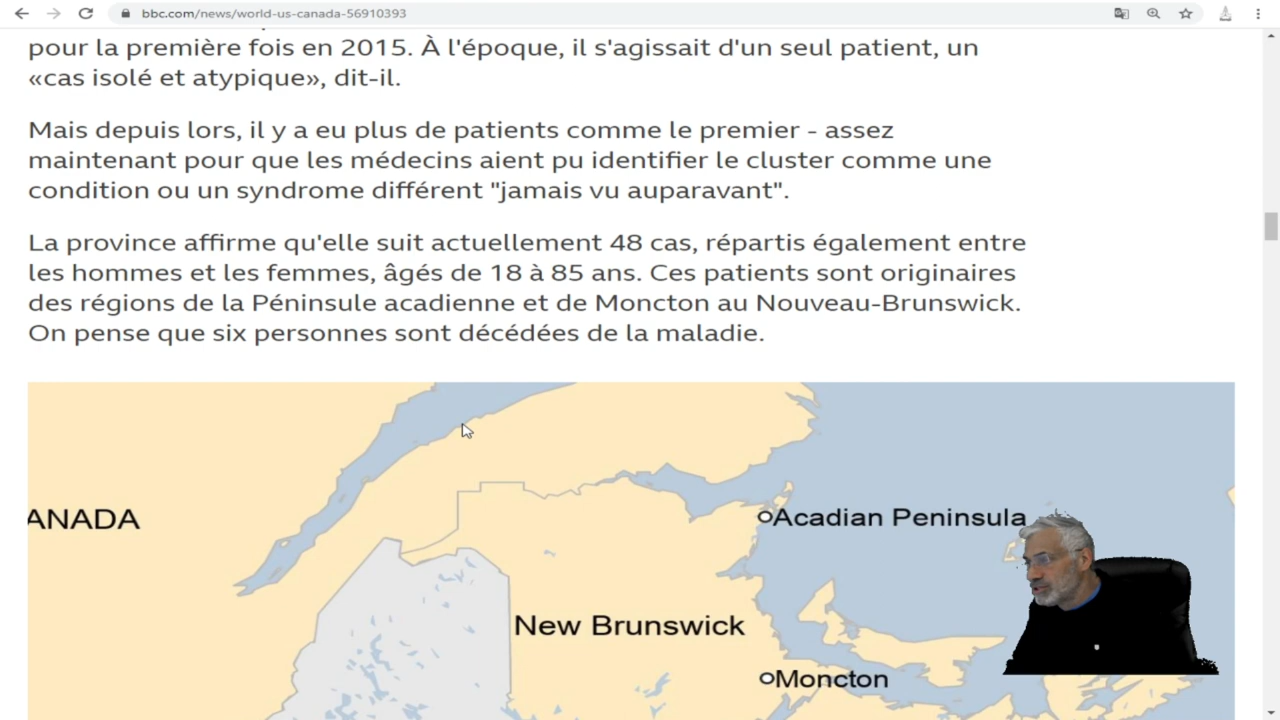 bbc.com/news/world-us-canada-56910393
pour la première fois en 2015. À l'époque, il s'agissait d'un seul patient, un
«cas isolé et atypique», dit-il.
Mais depuis lors, il y a eu plus de patients comme le premier - assez
maintenant pour que les médecins aient pu identifier le cluster comme une
condition ou un syndrome différent "jamais vu auparavant".
La province affirme qu'elle suit actuellement 48 cas, répartis également entre
les hommes et les femmes, âgés de 18 à 85 ans. Ces patients sont originaires
des régions de la Péninsule acadienne et de Moncton au Nouveau-Brunswick.
On pense que six personnes sont décédées de la maladie.
ANADA
Acadian Peninsula
New Brunswick
Moncton